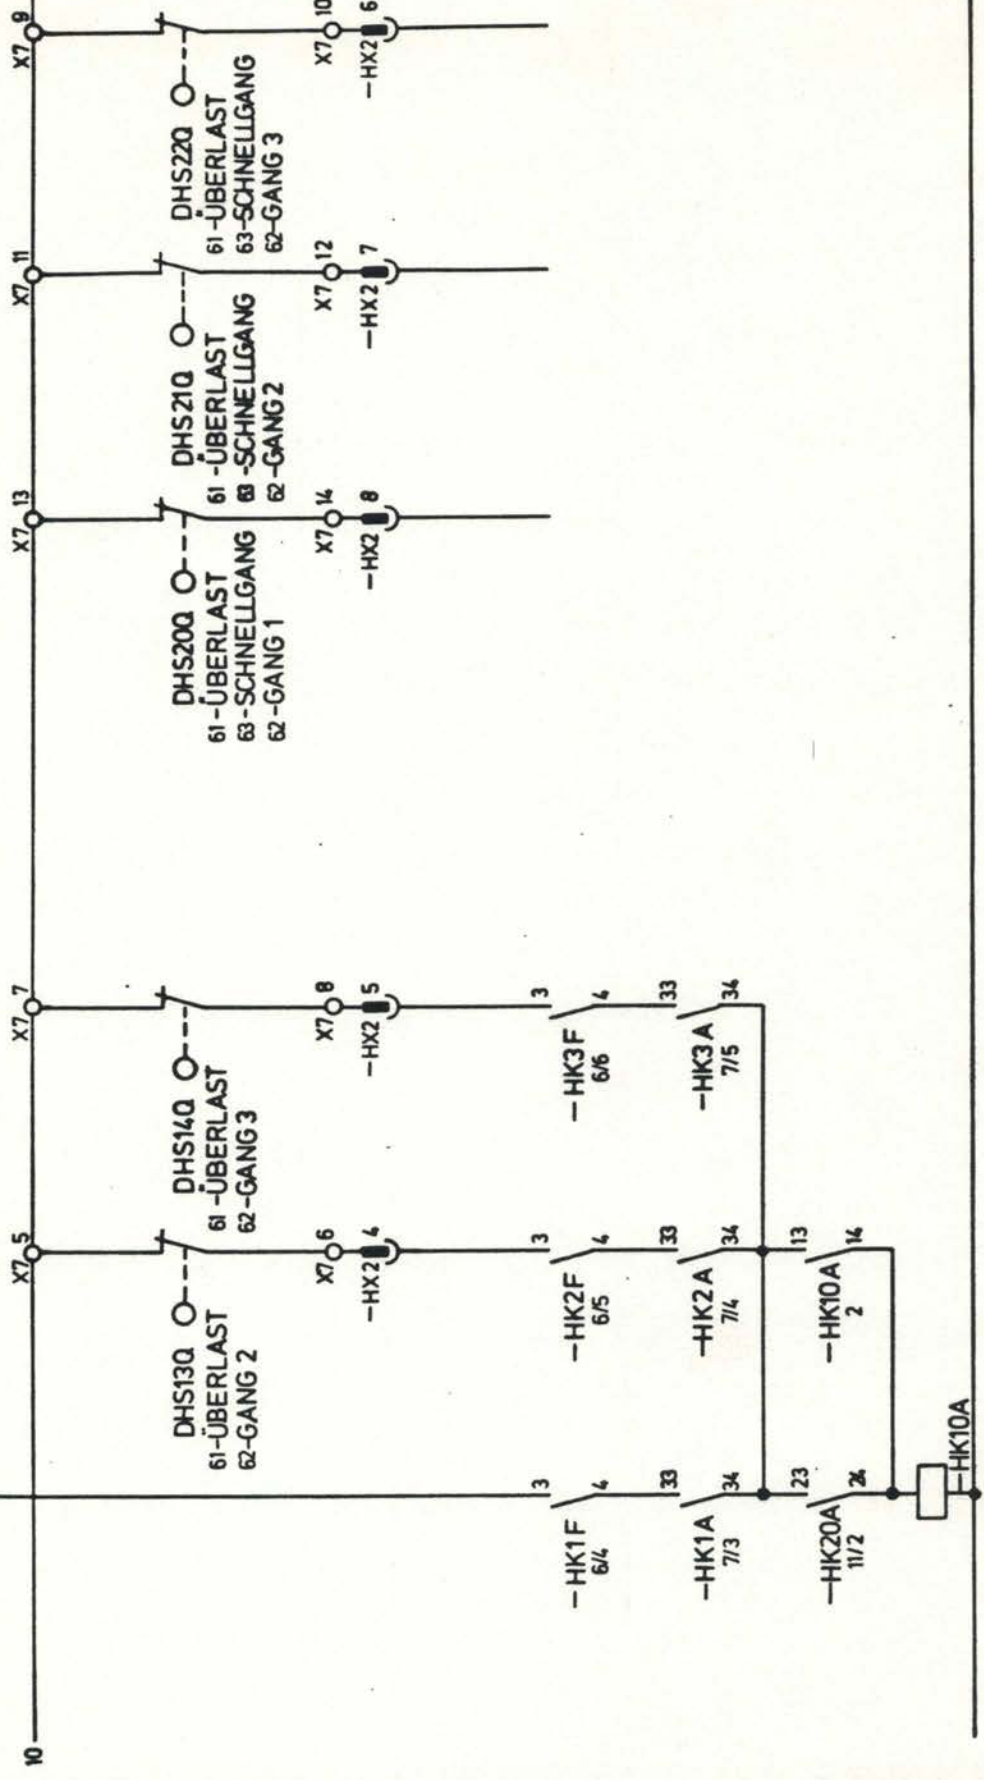 10
X7 5
DHS13Q
61-ÜBERLAST
62-GANG 2
X7 6
-HX2 4
X7 7
DHS14Q
61-ÜBERLAST
62-GANG 3
X7 8
-HX2 5
X7 13
DHS20Q
61-ÜBERLAST
63-SCHNELLGANG
62-GANG 1
X7 14
-HX2 8
X7 11
DHS21Q
61-ÜBERLAST
63-SCHNELLGANG
62-GANG 2
X7 12
-HX2 7
X7 9
DHS22Q
61-ÜBERLAST
63-SCHNELLGANG
62-GANG 3
X7 10
-HX2 6
-HK1F 3 4
6/4
-HK2F 3 4
6/5
-HK3F 3 4
6/6
-HK1A 33 34
7/3
-HK2A 33 34
7/4
-HK3A 33 34
7/5
-HK20A 23 24
11/2
-HK10A 13 14
2
-HK10A